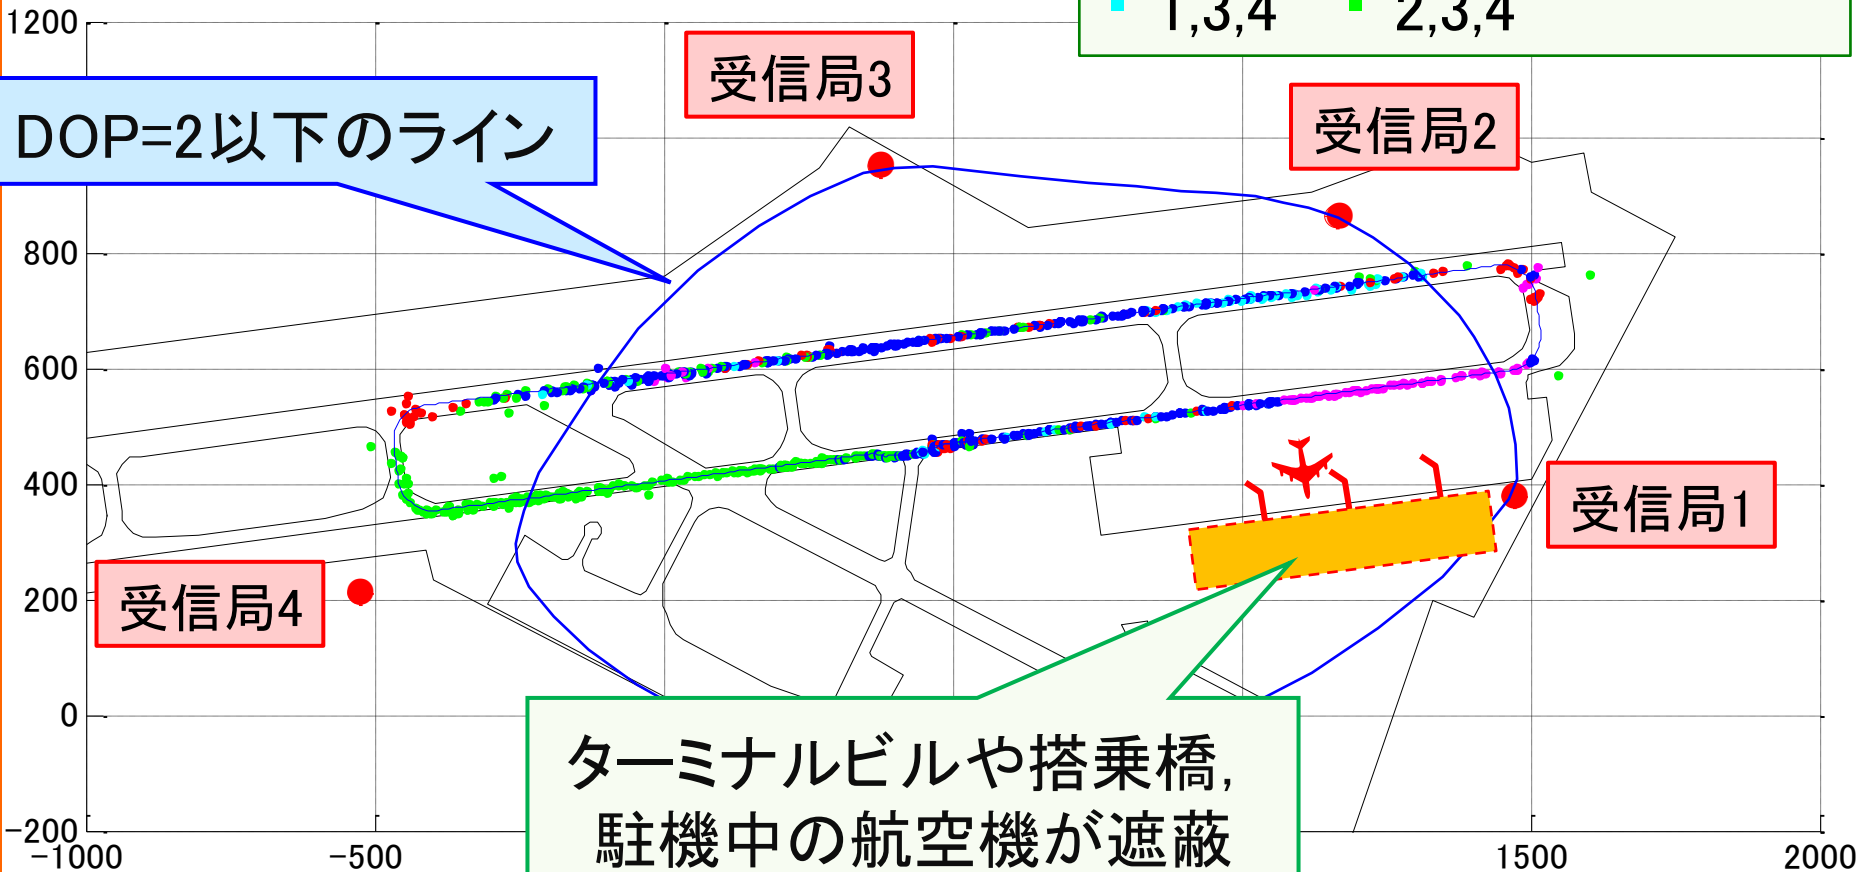 1,3,4 2,3,4
1200
受信局3
DOP=2以下のライン
受信局2
800
600
400
受信局1
受信局4
200
0
ターミナルビルや搭乗橋,
駐機中の航空機が遮蔽
-200
-1000 -500 1500 2000